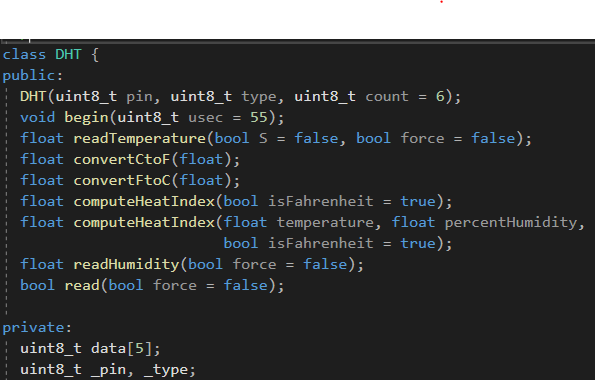 class DHT {
public:
DHT(uint8_t pin, uint8_t type, uint8_t count = 6);
void begin(uint8_t usec = 55);
float readTemperature(bool S = false, bool force = false);
float convertCtoF(float);
float convertFtoC(float);
float computeHeatIndex(bool isFahrenheit = true);
float computeHeatIndex(float temperature, float percentHumidity,
bool isFahrenheit = true);
float readHumidity(bool force = false);
bool read(bool force = false);
private:
uint8_t data[5];
uint8_t _pin, _type;